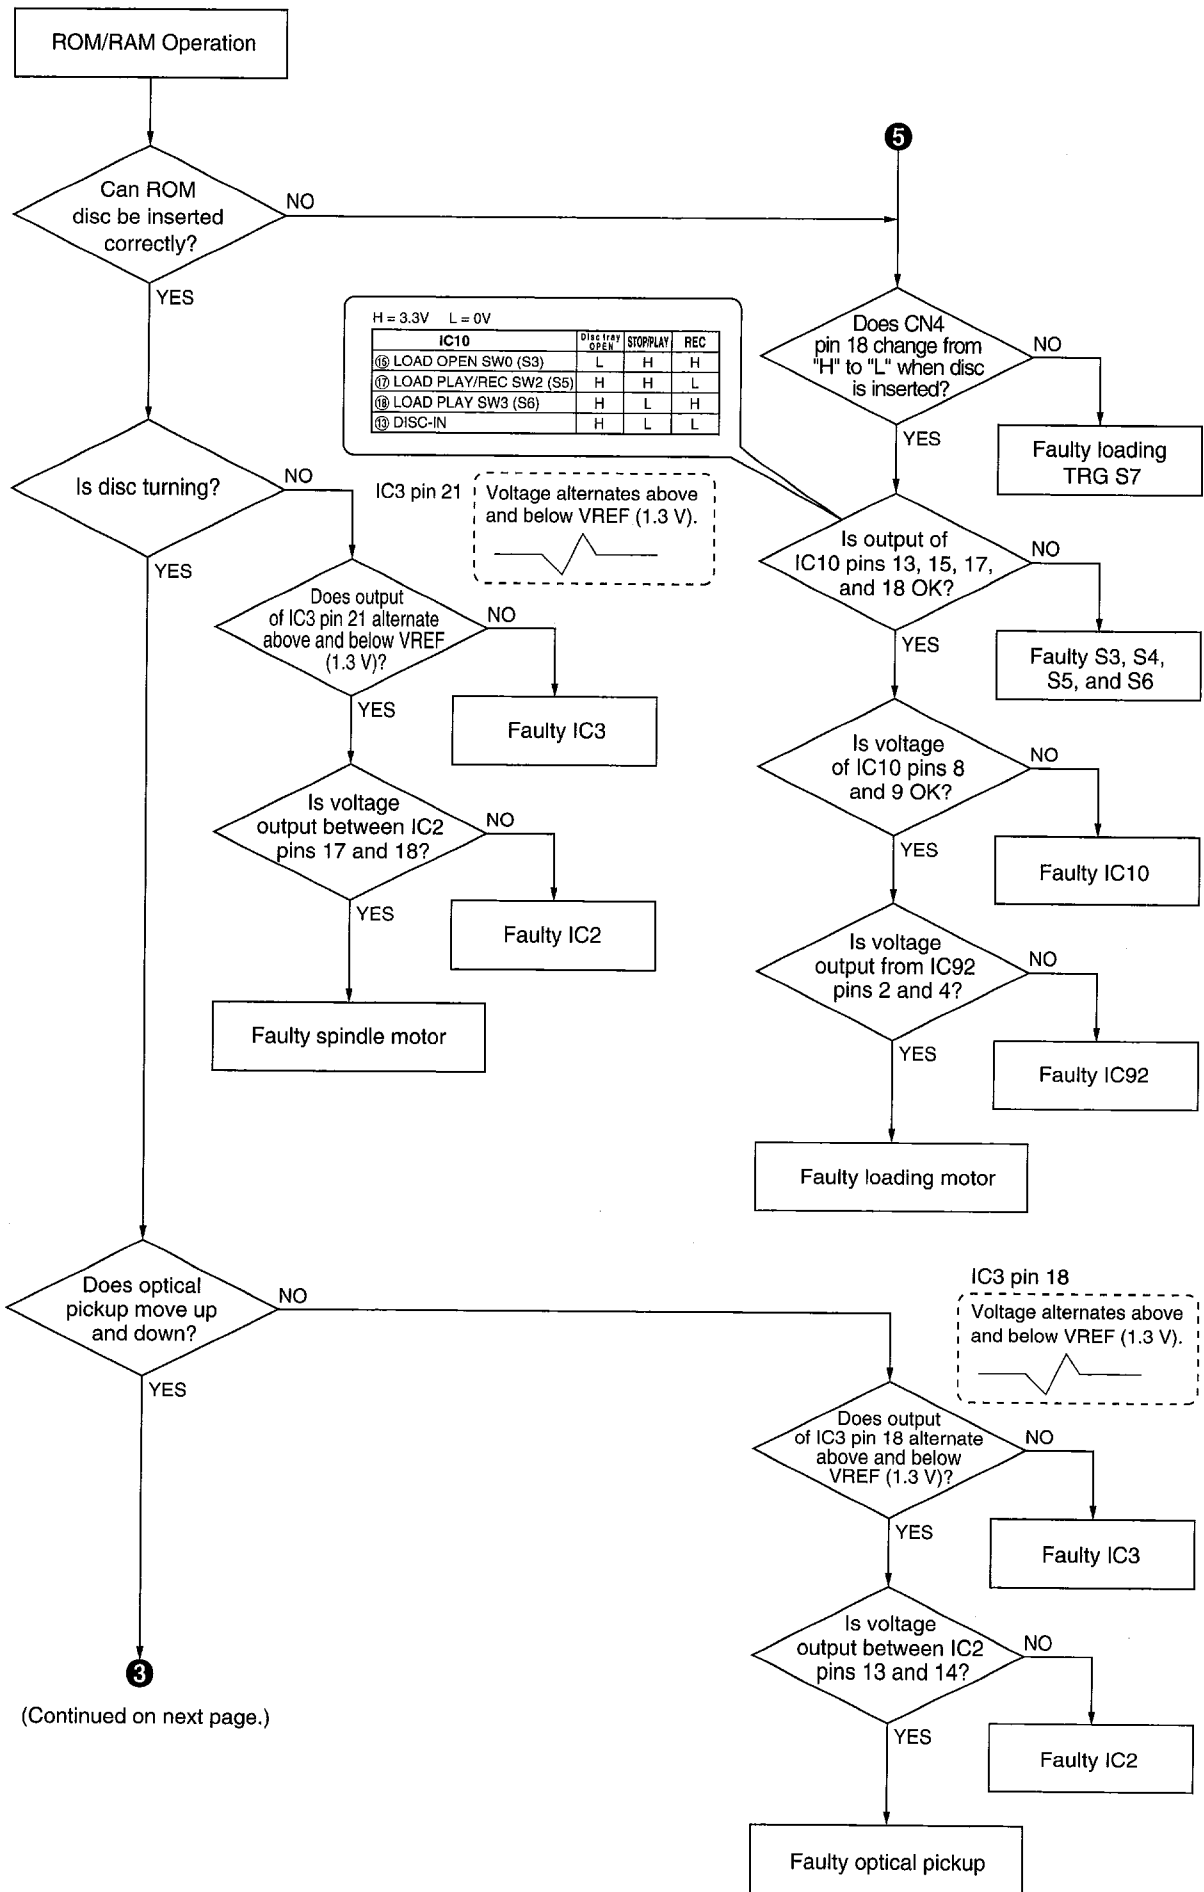 ROM/RAM Operation
❺
Can ROM
disc be inserted
correctly?
NO
YES
Does CN4
pin 18 change from
"H" to "L" when disc
is inserted?
NO
YES
Faulty loading
TRG S7
H = 3.3V L = 0V
IC10 Disc tray OPEN STOP/PLAY REC
⑮ LOAD OPEN SW0 (S3) L H H
⑰ LOAD PLAY/REC SW2 (S5) H H L
⑱ LOAD PLAY SW3 (S6) H L H
⑬ DISC-IN H L L
Is disc turning?
NO
YES
IC3 pin 21
Voltage alternates above
and below VREF (1.3 V).
Is output of
IC10 pins 13, 15, 17,
and 18 OK?
NO
YES
Faulty S3, S4,
S5, and S6
Does output
of IC3 pin 21 alternate
above and below VREF
(1.3 V)?
NO
YES
Faulty IC3
Is voltage
of IC10 pins 8
and 9 OK?
NO
YES
Faulty IC10
Is voltage
output between IC2
pins 17 and 18?
NO
YES
Faulty IC2
Faulty spindle motor
Is voltage
output from IC92
pins 2 and 4?
NO
YES
Faulty IC92
Faulty loading motor
Does optical
pickup move up
and down?
NO
YES
IC3 pin 18
Voltage alternates above
and below VREF (1.3 V).
Does output
of IC3 pin 18 alternate
above and below
VREF (1.3 V)?
NO
YES
Faulty IC3
Is voltage
output between IC2
pins 13 and 14?
NO
YES
Faulty IC2
Faulty optical pickup
❸
(Continued on next page.)